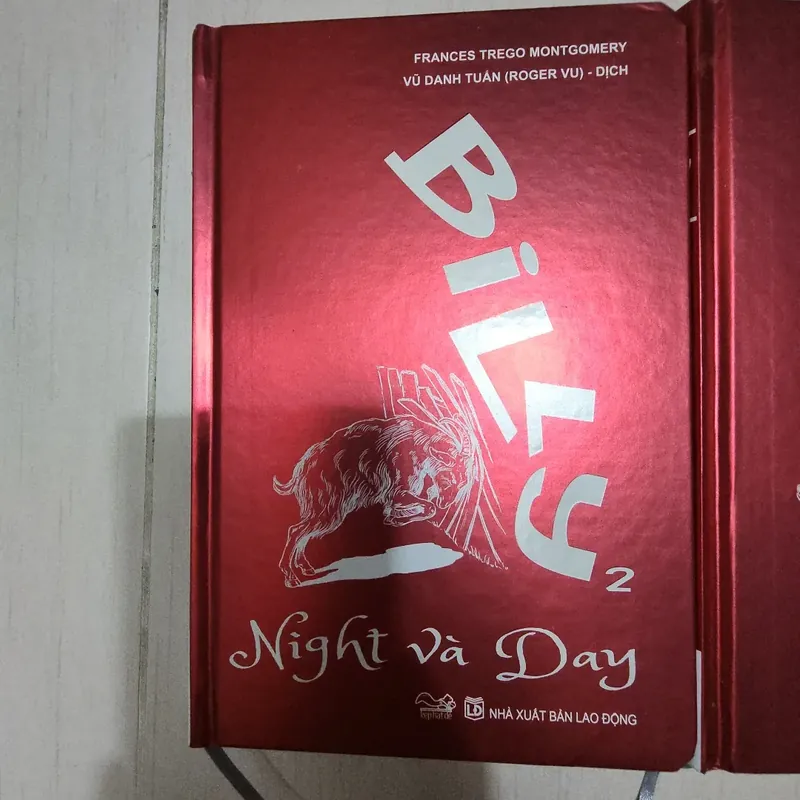 FRANCES TREGO MONTGOMERY
VŨ DANH TUẤN (ROGER VU) - DỊCH
BiLLy
2
Night và Day
LĐ NHÀ XUẤT BẢN LAO ĐỘNG